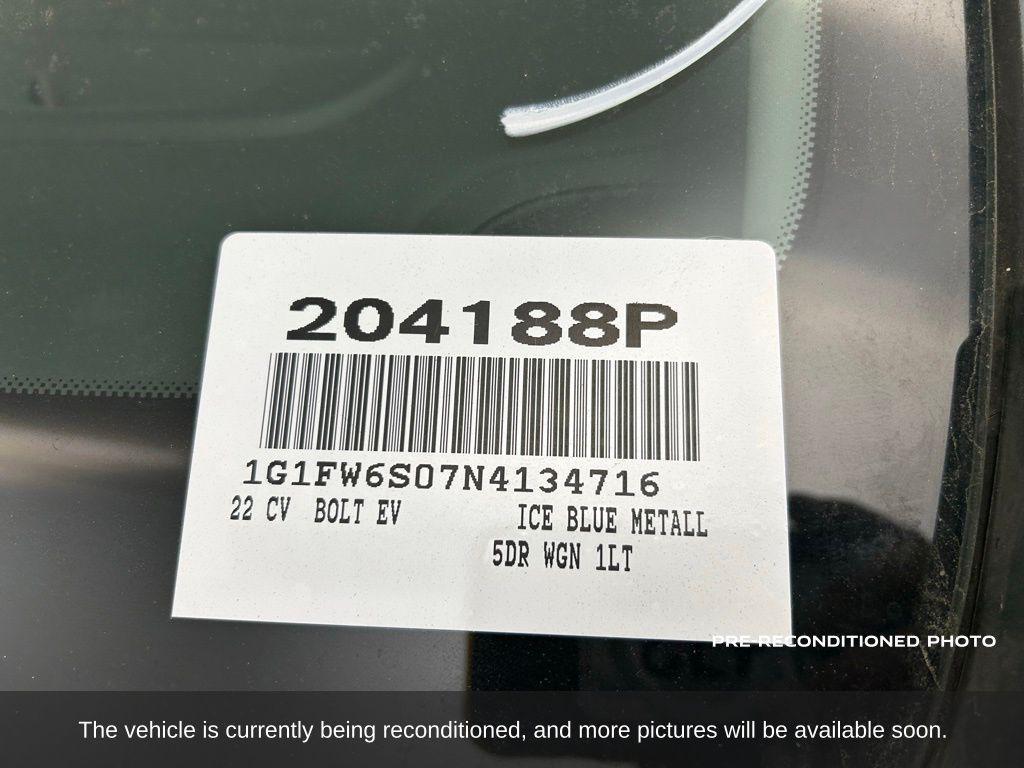 204188P
1G1FW6S07N4134716
22 CV BOLT EV ICE BLUE METALL
5DR WGN 1LT
PRE-RECONDITIONED PHOTO
The vehicle is currently being reconditioned, and more pictures will be available soon.